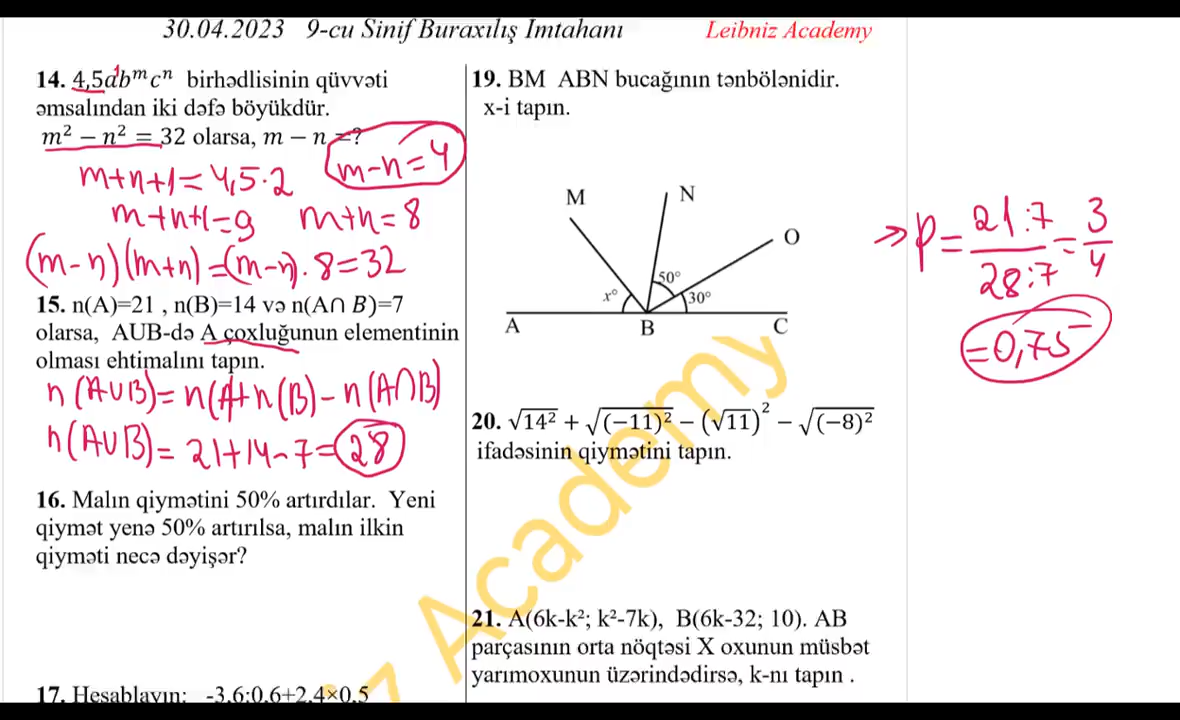 30.04.2023 9-cu Sinif Buraxılış Imtahanı Leibniz Academy
14. 4,5a¹bᵐcⁿ birhədlisinin qüvvəti
əmsalından iki dəfə böyükdür.
m² − n² = 32 olarsa, m − n =?
m-n=4
m+n+1=4,5·2
m+n+1=9 m+n=8
(m-n)(m+n)=(m-n)·8=32
15. n(A)=21 , n(B)=14 və n(A∩ B)=7
olarsa, AUB-də A çoxluğunun elementinin
olması ehtimalını tapın.
n(AUB)=n(A+n(B)-n(A∩B)
n(AUB)=21+14-7=28
16. Malın qiymətini 50% artırdılar. Yeni
qiymət yenə 50% artırılsa, malın ilkin
qiyməti necə dəyişər?
17. Hesablayın: -3,6:0,6+2,4×0,5
19. BM ABN bucağının tənbölənidir.
x-i tapın.
M
N
O
50°
x°
30°
A
B
C
20. √14² + √(−11)² − (√11)² − √(−8)²
ifadəsinin qiymətini tapın.
21. A(6k-k²; k²-7k), B(6k-32; 10). AB
parçasının orta nöqtəsi X oxunun müsbət
yarımoxunun üzərindədirsə, k-nı tapın .
⇒ P= 21:7/28:7 = 3/4
=0,75
z Academy